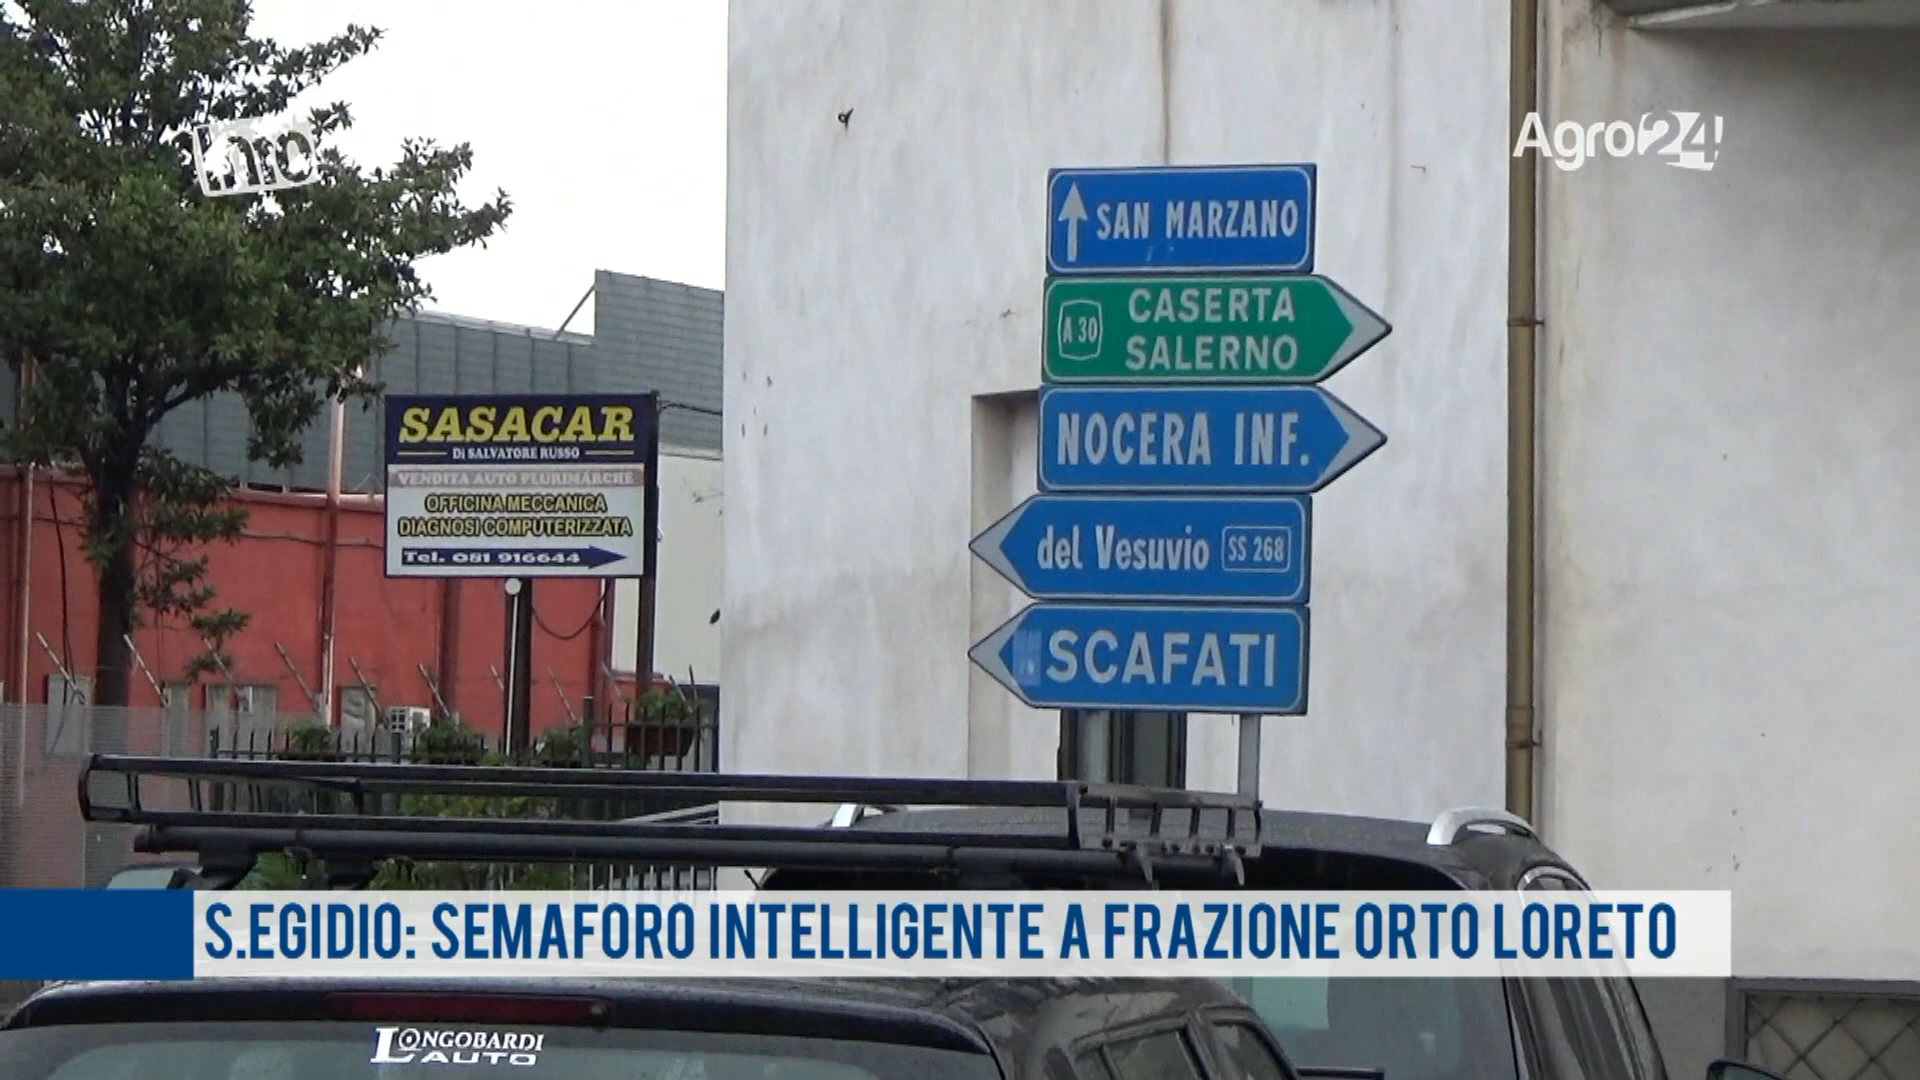 Agro24
SAN MARZANO
A 30 CASERTA
SALERNO
NOCERA INF.
del Vesuvio SS 268
SCAFATI
SASACAR
Di SALVATORE RUSSO
VENDITA AUTO PLURIMARCHE
OFFICINA MECCANICA
DIAGNOSI COMPUTERIZZATA
Tel. 081 916644
S.EGIDIO: SEMAFORO INTELLIGENTE A FRAZIONE ORTO LORETO
LONGOBARDI
AUTO